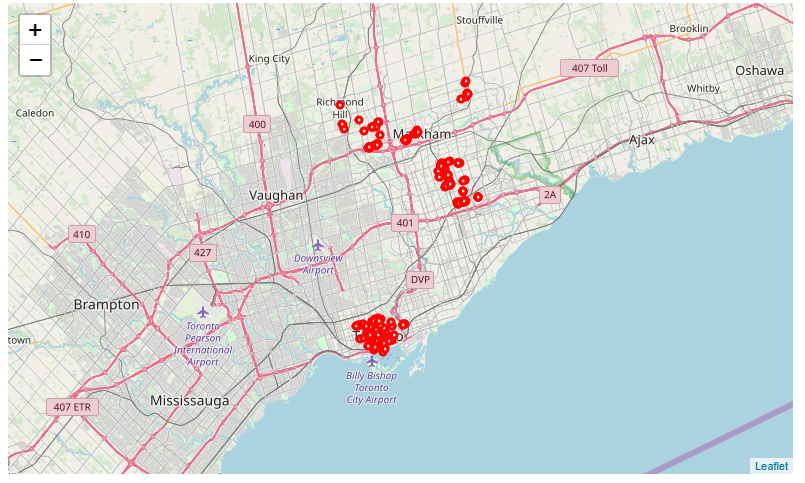 +
Stouffville
Brooklin
King City
407 Toll
Oshawa
Whitby
Richmond
Hill
Caledon
400
Markham
Ajax
Vaughan
2A
401
410
427
Downsview
Airport
DVP
Brampton
town
Toronto
Pearson
International
Airport
Billy Bishop
Toronto
City Airport
Mississauga
407 ETR
Leaflet